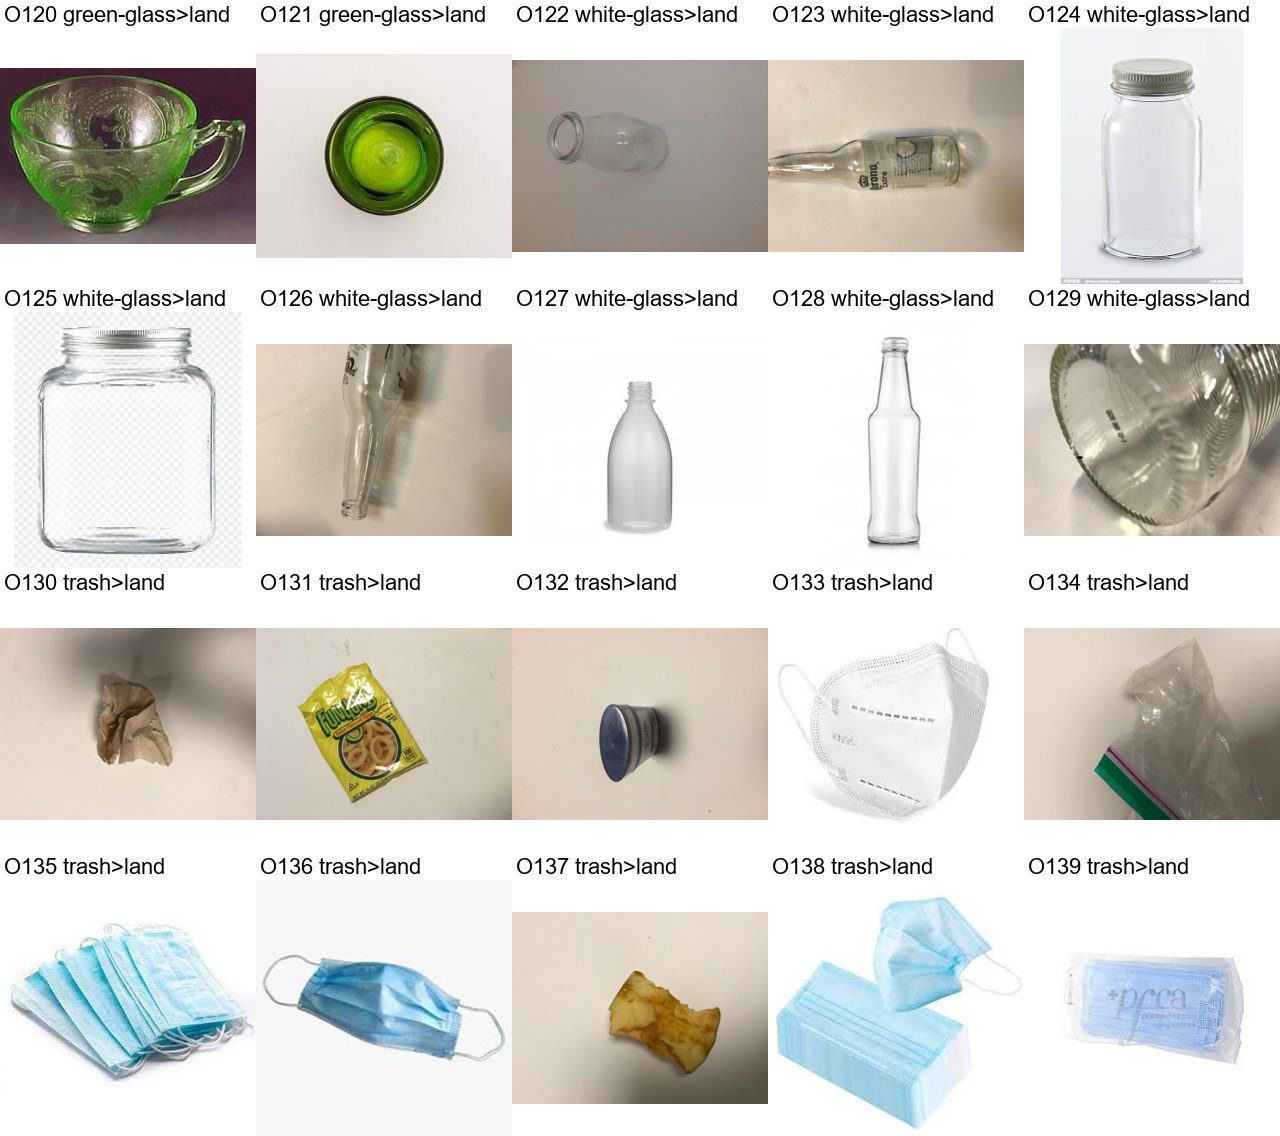 O120 green-glass>land
O121 green-glass>land
O122 white-glass>land
O123 white-glass>land
O124 white-glass>land
Corona
Extra
O125 white-glass>land
O126 white-glass>land
O127 white-glass>land
O128 white-glass>land
O129 white-glass>land
O130 trash>land
O131 trash>land
O132 trash>land
O133 trash>land
O134 trash>land
KN95
O135 trash>land
O136 trash>land
O137 trash>land
O138 trash>land
O139 trash>land